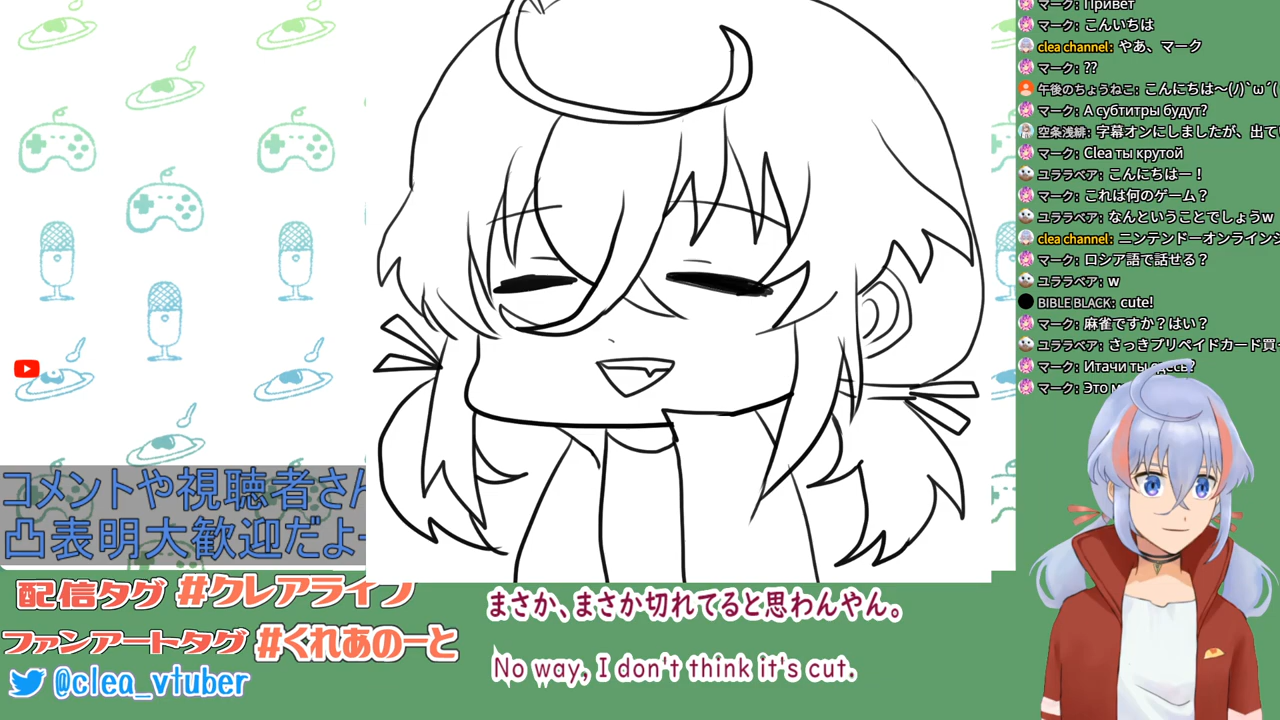 マーク: Привет
マーク: こんいちは
clea channel: やあ、マーク
マーク: ??
午後のちょうねこ: こんにちは～(ﾉ)`ω´(
マーク: А субтитры будут?
空条浅緋: 字幕オンにしましたが、出て
マーク: Clea ты крутой
ユララベア: こんにちはー！
マーク: これは何のゲーム？
ユララベア: なんということでしょうw
clea channel: ニンテンドーオンライン
マーク: ロシア語で話せる？
ユララベア: w
BIBLE BLACK: cute!
マーク: 麻雀ですか？はい？
ユララベア: さっきプリペイドカード買
マーク: Итачи ты здесь?
マーク: Это
コメントや視聴者さん
凸表明大歓迎だよ
配信タグ #クレアライブ
ファンアートタグ #くれあのーと
@clea_vtuber
まさか、まさか切れてると思わんやん。
No way, I don't think it's cut.